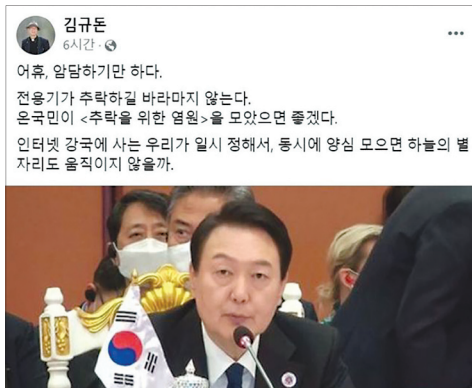 김규돈
6시간 ·
어휴, 암담하기만 하다.
전용기가 추락하길 바라마지 않는다.
온국민이 <추락을 위한 염원>을 모았으면 좋겠다.
인터넷 강국에 사는 우리가 일시 정해서, 동시에 양심 모으면 하늘의 별
자리도 움직이지 않을까.